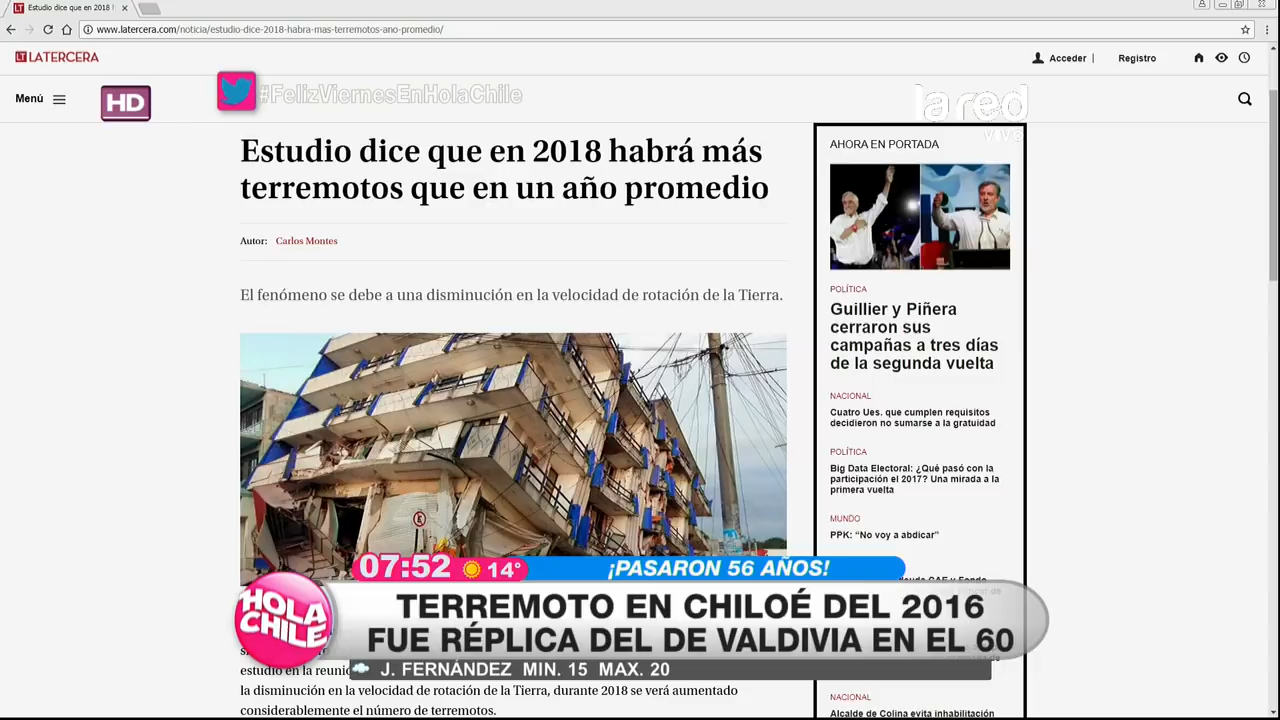 Estudio dice que en 2018 h
www.latercera.com/noticia/estudio-dice-2018-habra-mas-terremotos-ano-promedio/
LT LATERCERA
Acceder |
Registro
Menú
HD
#FelizViernesEnHolaChile
la red
VIVE
Estudio dice que en 2018 habrá más
terremotos que en un año promedio
Autor: Carlos Montes
El fenómeno se debe a una disminución en la velocidad de rotación de la Tierra.
AHORA EN PORTADA
POLÍTICA
Guillier y Piñera
cerraron sus
campañas a tres días
de la segunda vuelta
NACIONAL
Cuatro Ues. que cumplen requisitos
decidieron no sumarse a la gratuidad
POLÍTICA
Big Data Electoral: ¿Qué pasó con la
participación el 2017? Una mirada a la
primera vuelta
MUNDO
PPK: “No voy a abdicar”
07:52
14°
¡PASARON 56 AÑOS!
HOLA
CHILE
TERREMOTO EN CHILOÉ DEL 2016
FUE RÉPLICA DEL DE VALDIVIA EN EL 60
J. FERNÁNDEZ MIN. 15 MAX. 20
estudio en la
la disminución en la velocidad de rotación de la Tierra, durante 2018 se verá aumentado
considerablemente el número de terremotos.
NACIONAL
Alcalde de Colina evita inhabilitación